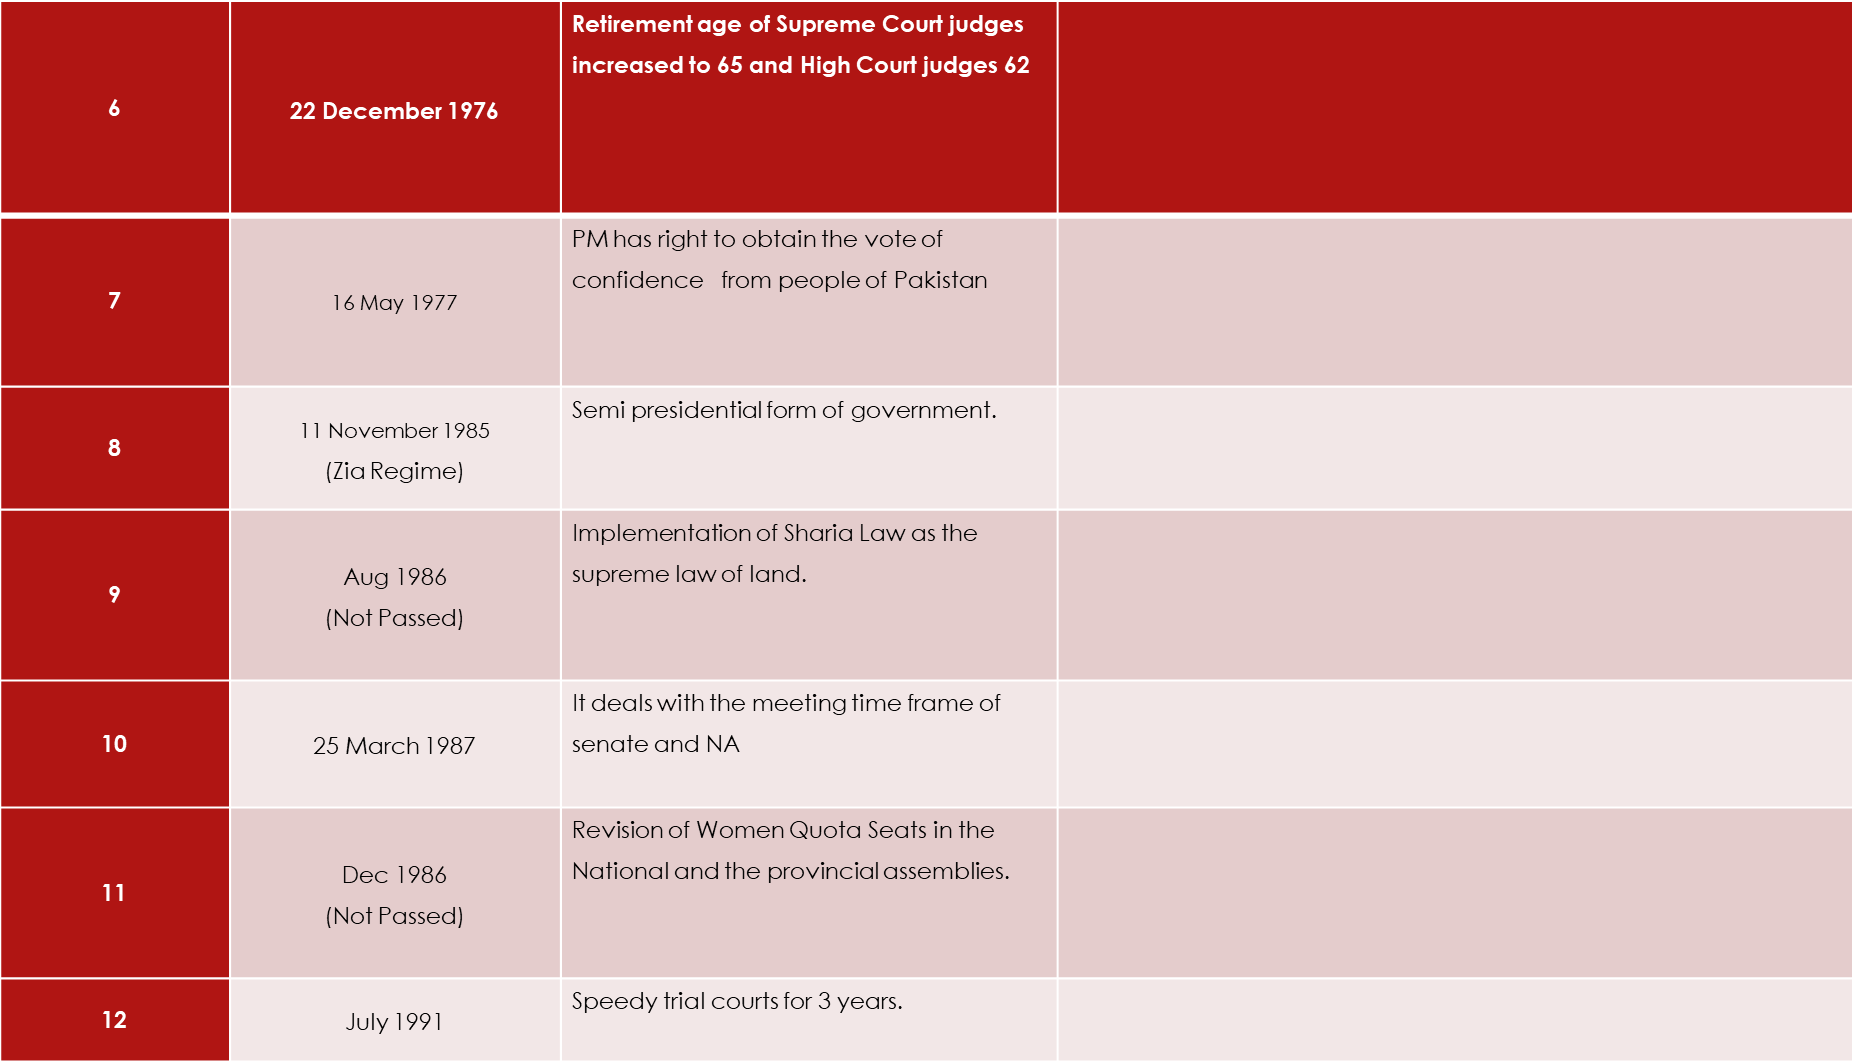 6
22 December 1976
Retirement age of Supreme Court judges
increased to 65 and High Court judges 62
7
16 May 1977
PM has right to obtain the vote of
confidence from people of Pakistan
8
11 November 1985
(Zia Regime)
Semi presidential form of government.
9
Aug 1986
(Not Passed)
Implementation of Sharia Law as the
supreme law of land.
10
25 March 1987
It deals with the meeting time frame of
senate and NA
11
Dec 1986
(Not Passed)
Revision of Women Quota Seats in the
National and the provincial assemblies.
12
July 1991
Speedy trial courts for 3 years.